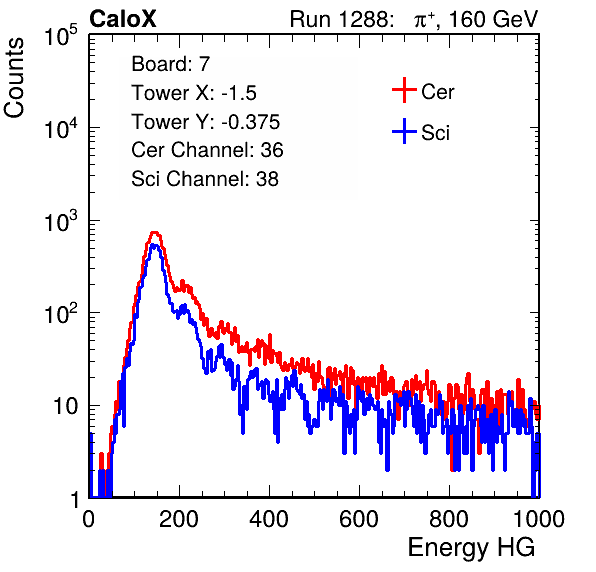 CaloX Run 1288: π⁺, 160 GeV
Counts
Board: 7
Tower X: -1.5
Tower Y: -0.375
Cer Channel: 36
Sci Channel: 38
Cer
Sci
10⁵
10⁴
10³
10²
10
1
0 200 400 600 800 1000
Energy HG